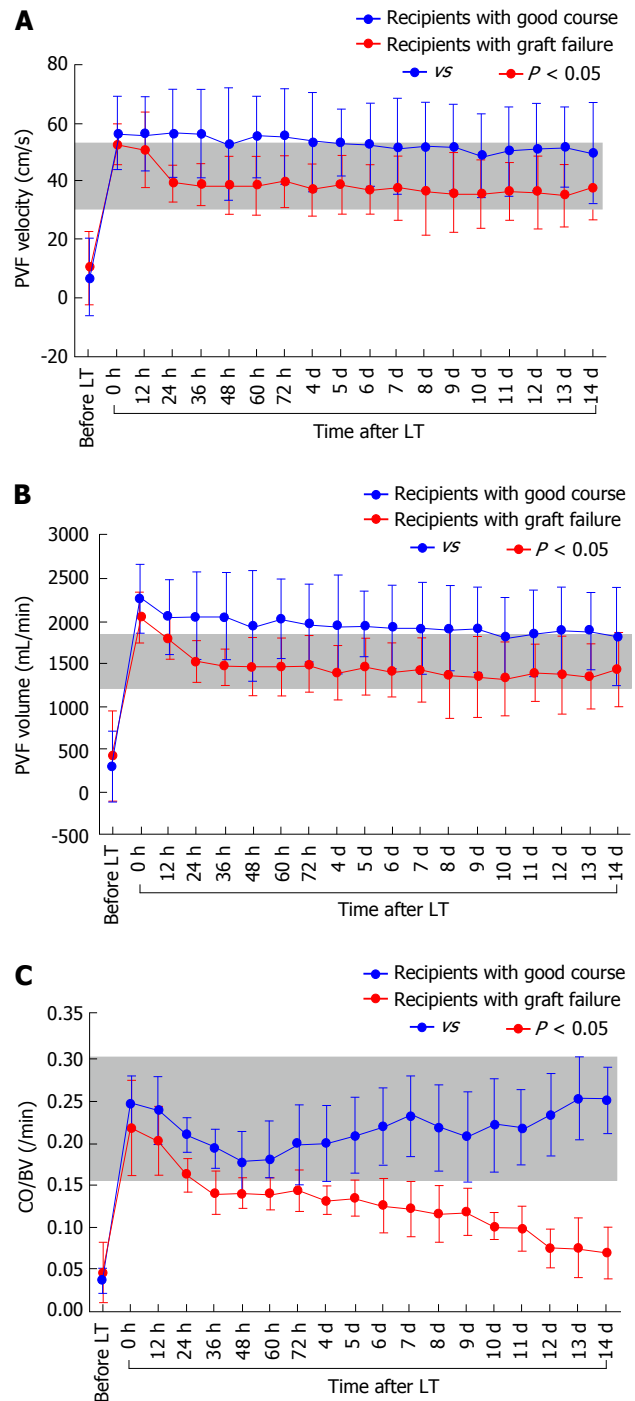 A
Recipients with good course
Recipients with graft failure
vs P < 0.05
PVF velocity (cm/s)
80
60
40
20
0
-20
Before LT
0 h
12 h
24 h
36 h
48 h
60 h
72 h
4 d
5 d
6 d
7 d
8 d
9 d
10 d
11 d
12 d
13 d
14 d
Time after LT
B
Recipients with good course
Recipients with graft failure
vs P < 0.05
PVF volume (mL/min)
3000
2500
2000
1500
1000
500
0
-500
Before LT
0 h
12 h
24 h
36 h
48 h
60 h
72 h
4 d
5 d
6 d
7 d
8 d
9 d
10 d
11 d
12 d
13 d
14 d
Time after LT
C
Recipients with good course
Recipients with graft failure
vs P < 0.05
CO/BV (/min)
0.35
0.30
0.25
0.20
0.15
0.10
0.05
0.00
Before LT
0 h
12 h
24 h
36 h
48 h
60 h
72 h
4 d
5 d
6 d
7 d
8 d
9 d
10 d
11 d
12 d
13 d
14 d
Time after LT